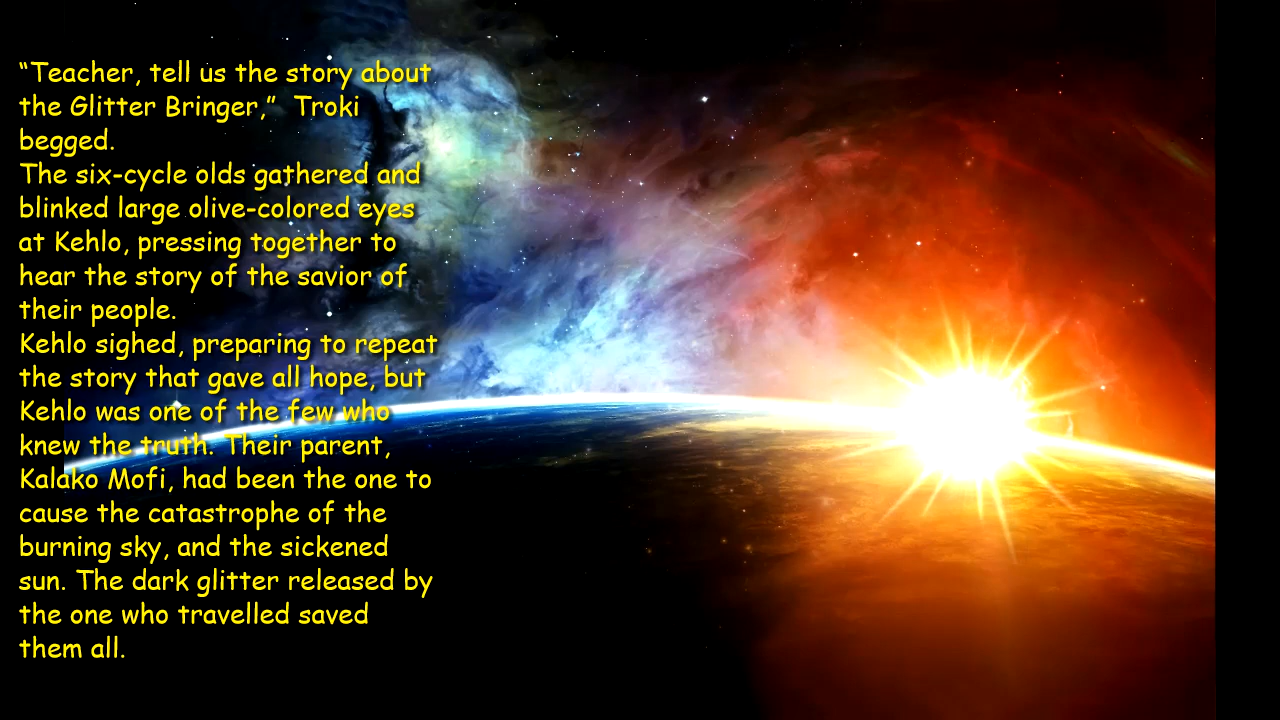 “Teacher, tell us the story about
the Glitter Bringer,”  Troki
begged.
The six-cycle olds gathered and
blinked large olive-colored eyes
at Kehlo, pressing together to
hear the story of the savior of
their people.
Kehlo sighed, preparing to repeat
the story that gave all hope, but
Kehlo was one of the few who
knew the truth. Their parent,
Kalako Mofi, had been the one to
cause the catastrophe of the
burning sky, and the sickened
sun. The dark glitter released by
the one who travelled saved
them all.